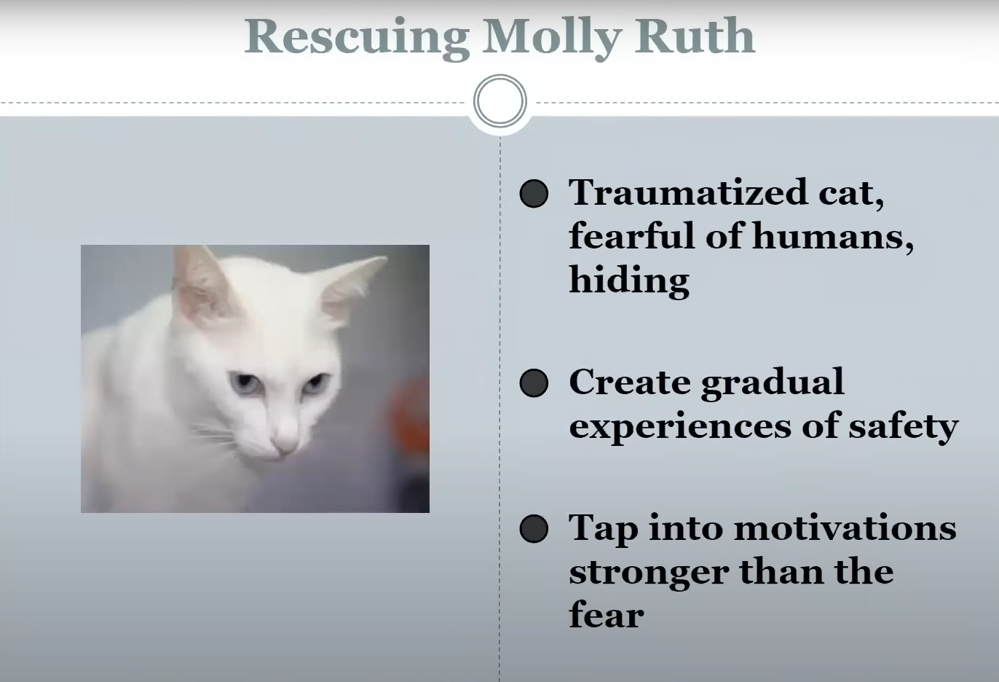 Rescuing Molly Ruth
Traumatized cat,
fearful of humans,
hiding
Create gradual
experiences of safety
Tap into motivations
stronger than the
fear